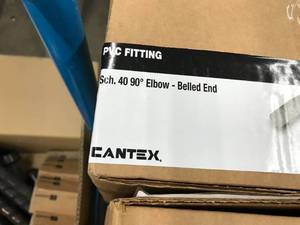 PVC FITTING
Sch. 40 90° Elbow - Belled End
CANTEX